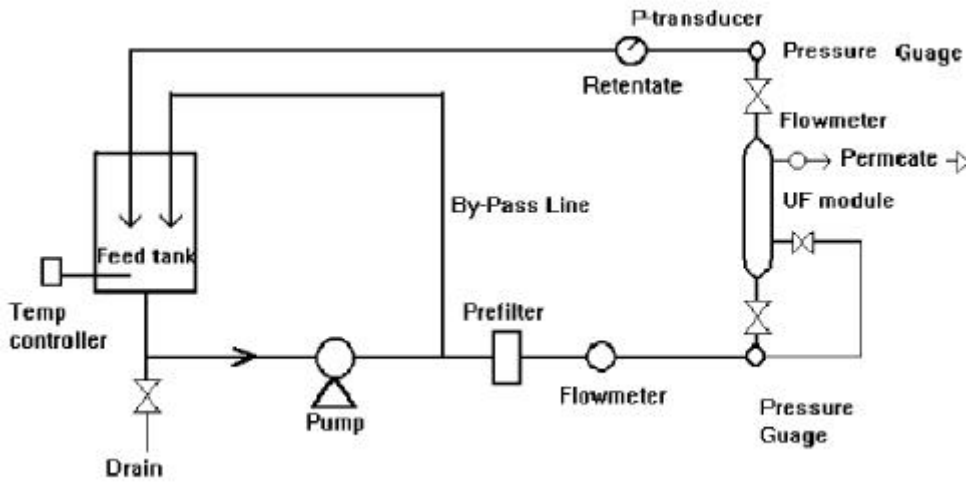 P-transducer
Pressure Guage
Retentate
Flowmeter
Permeate
By-Pass Line
UF module
Feed tank
Temp
controller
Prefilter
Flowmeter
Pump
Pressure
Guage
Drain